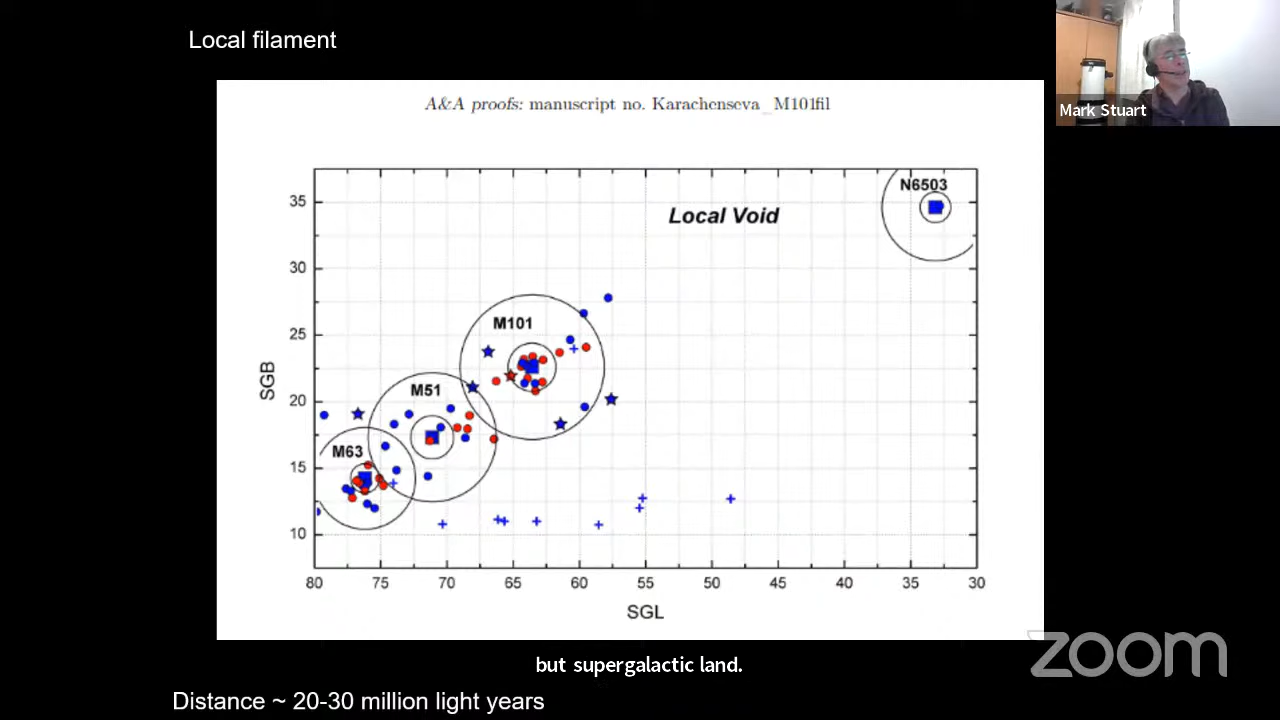 Local filament
Mark Stuart
A&A proofs: manuscript no. Karachenseva_M101fil
N6503
Local Void
M101
M51
M63
SGB
35
30
25
20
15
10
80 75 70 65 60 55 50 45 40 35 30
SGL
but supergalactic land.
zoom
Distance ~ 20-30 million light years